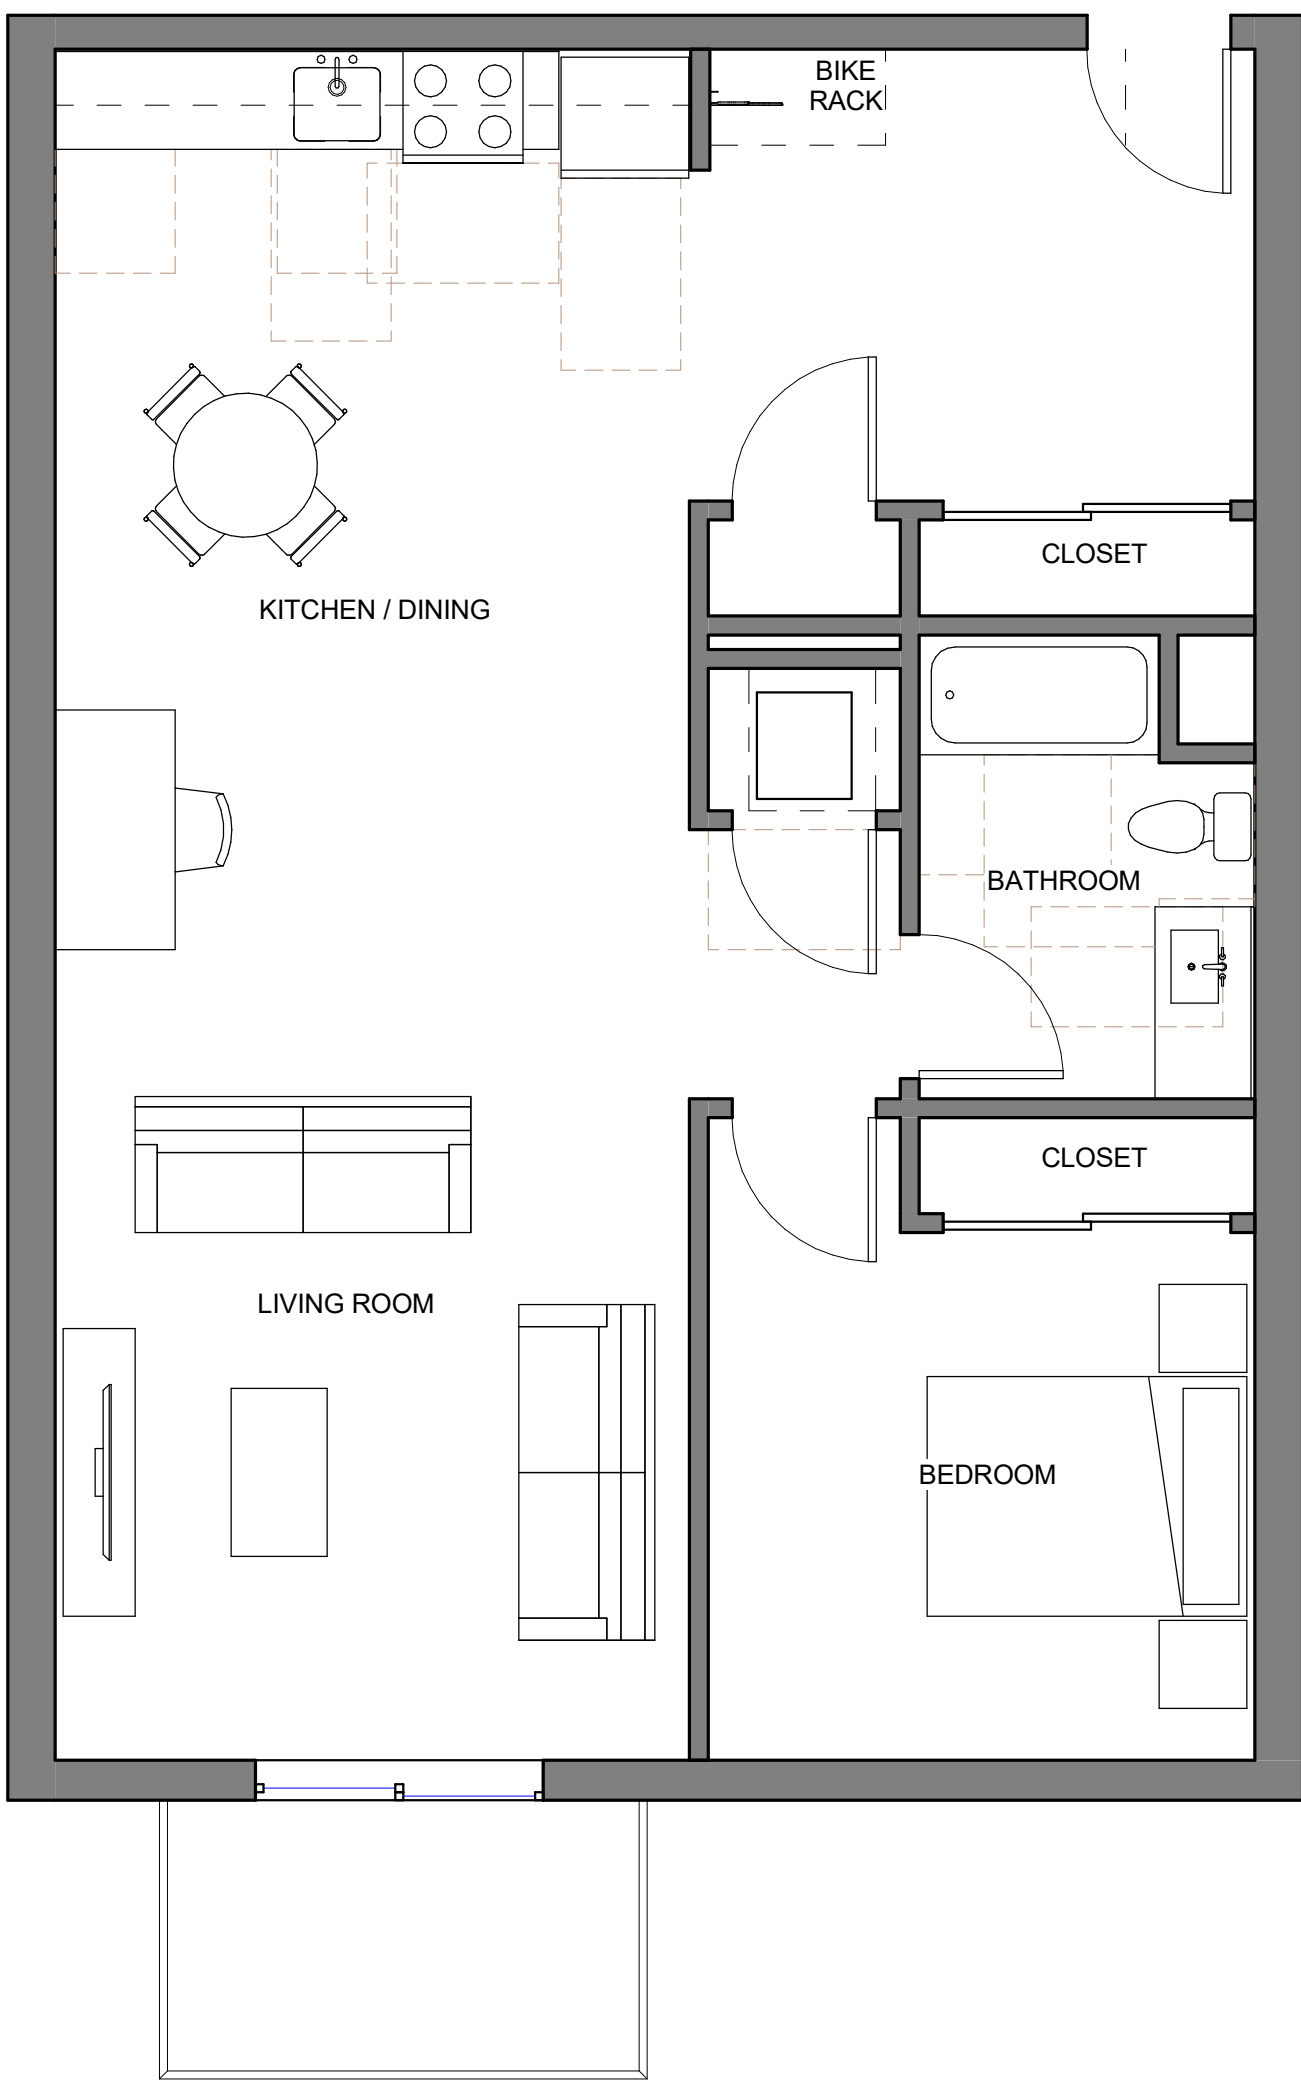 BIKE
RACK
CLOSET
KITCHEN / DINING
BATHROOM
CLOSET
LIVING ROOM
BEDROOM